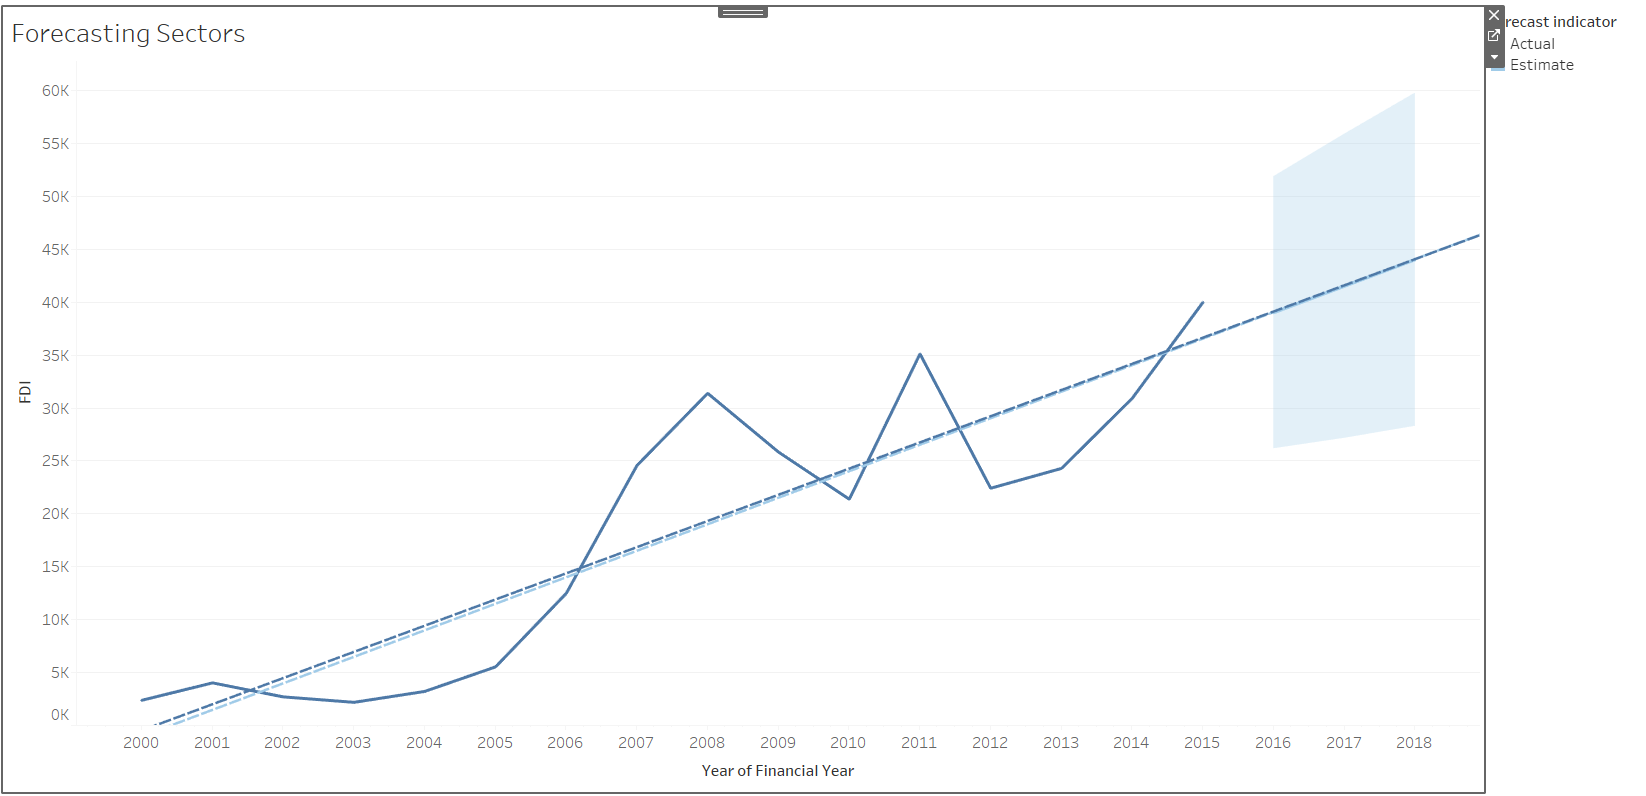 Forecasting Sectors
recast indicator
Actual
Estimate
60K
55K
50K
45K
40K
35K
30K
25K
20K
15K
10K
5K
0K
FDI
2000 2001 2002 2003 2004 2005 2006 2007 2008 2009 2010 2011 2012 2013 2014 2015 2016 2017 2018
Year of Financial Year